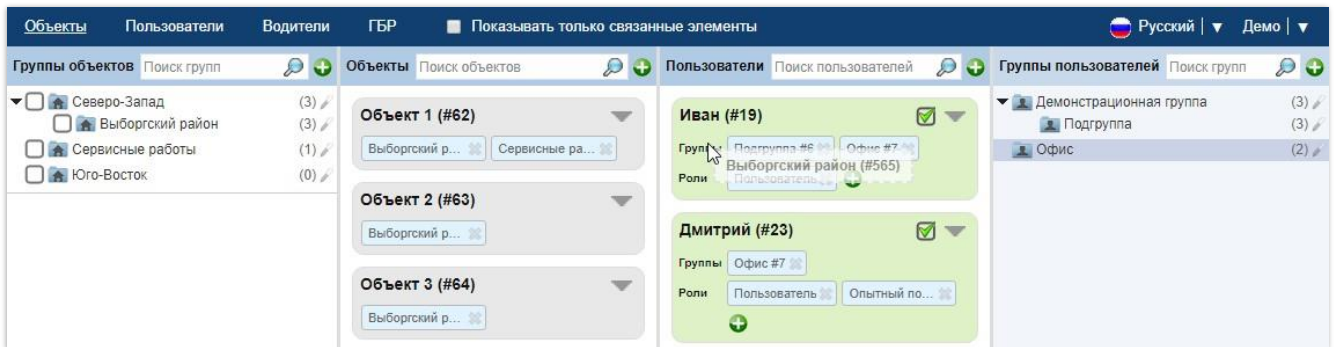 Объекты Пользователи Водители ГБР Показывать только связанные элементы Русский Демо
Группы объектов Поиск групп
Северо-Запад (3)
Выборгский район (3)
Сервисные работы (1)
Юго-Восток (0)
Объекты Поиск объектов
Объект 1 (#62)
Выборгский р... Сервисные ра...
Объект 2 (#63)
Выборгский р...
Объект 3 (#64)
Выборгский р...
Пользователи Поиск пользователей
Иван (#19)
Группы Подгруппа #6 Офис #7
Выборгский район (#565)
Роли Пользователь
Дмитрий (#23)
Группы Офис #7
Роли Пользователь Опытный по...
Группы пользователей Поиск групп
Демонстрационная группа (3)
Подгруппа (3)
Офис (2)